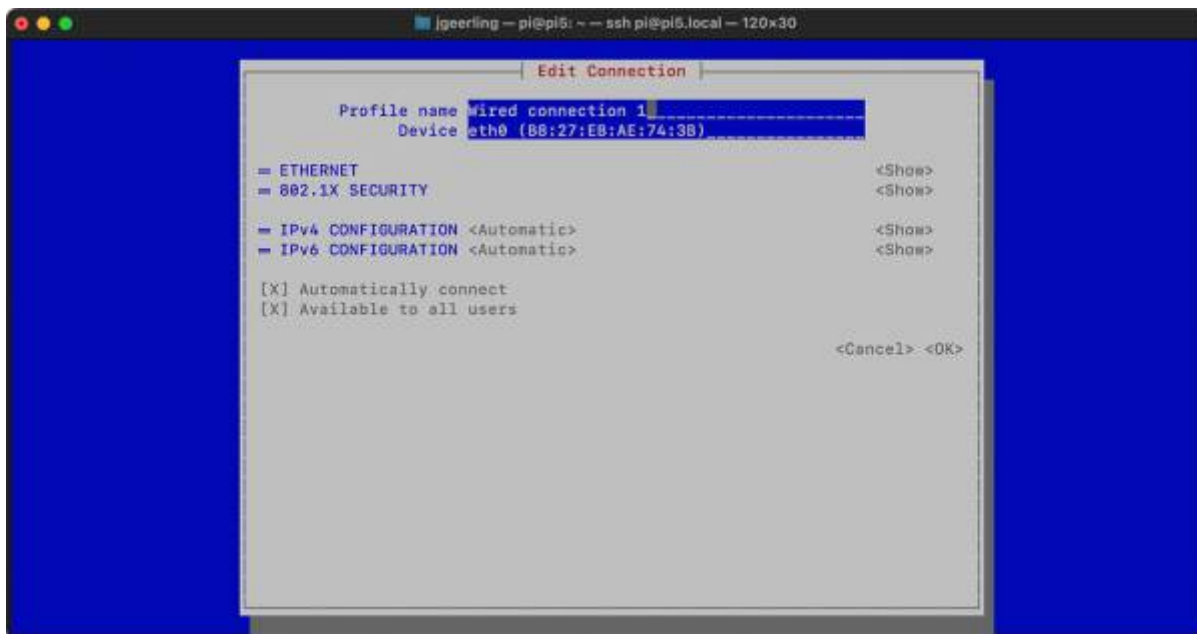 jgeerling — pi@pi5: ~ — ssh pi@pi5.local — 120×30
Edit Connection
Profile name Wired connection 1
Device eth0 (B8:27:EB:AE:74:3B)
= ETHERNET <Show>
= 802.1X SECURITY <Show>
= IPv4 CONFIGURATION <Automatic> <Show>
= IPv6 CONFIGURATION <Automatic> <Show>
[X] Automatically connect
[X] Available to all users
<Cancel> <OK>